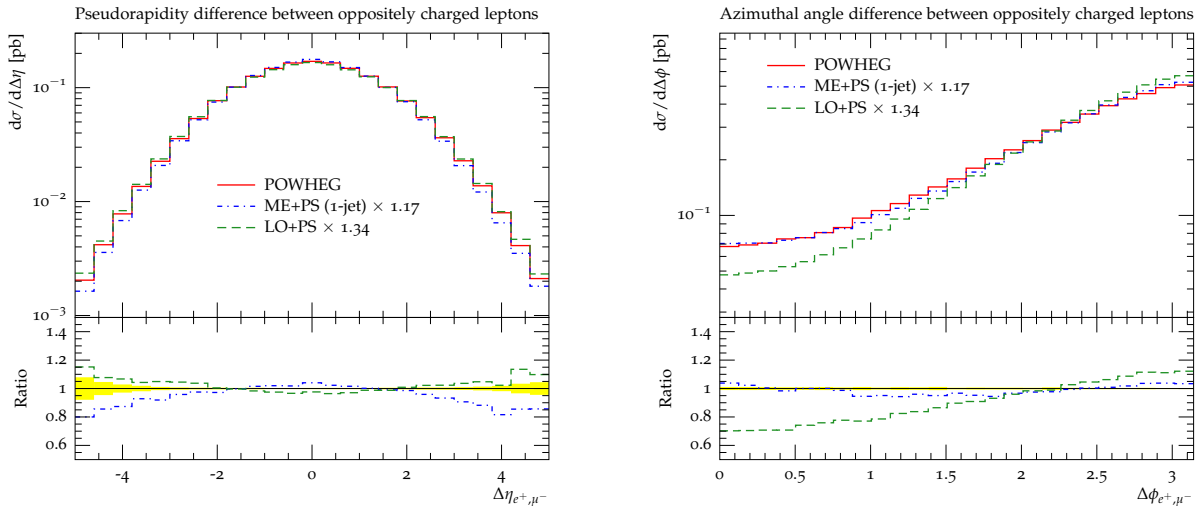 Pseudorapidity difference between oppositely charged leptons
dσ/dΔη [pb]
10⁻¹
10⁻²
10⁻³
POWHEG
ME+PS (1-jet) × 1.17
LO+PS × 1.34
Ratio
1.4
1.2
1
0.8
0.6
-4 -2 0 2 4
Δη e⁺,μ⁻
Azimuthal angle difference between oppositely charged leptons
dσ/dΔϕ [pb]
10⁻¹
POWHEG
ME+PS (1-jet) × 1.17
LO+PS × 1.34
Ratio
1.4
1.2
1
0.8
0.6
0 0.5 1 1.5 2 2.5 3
Δϕ e⁺,μ⁻